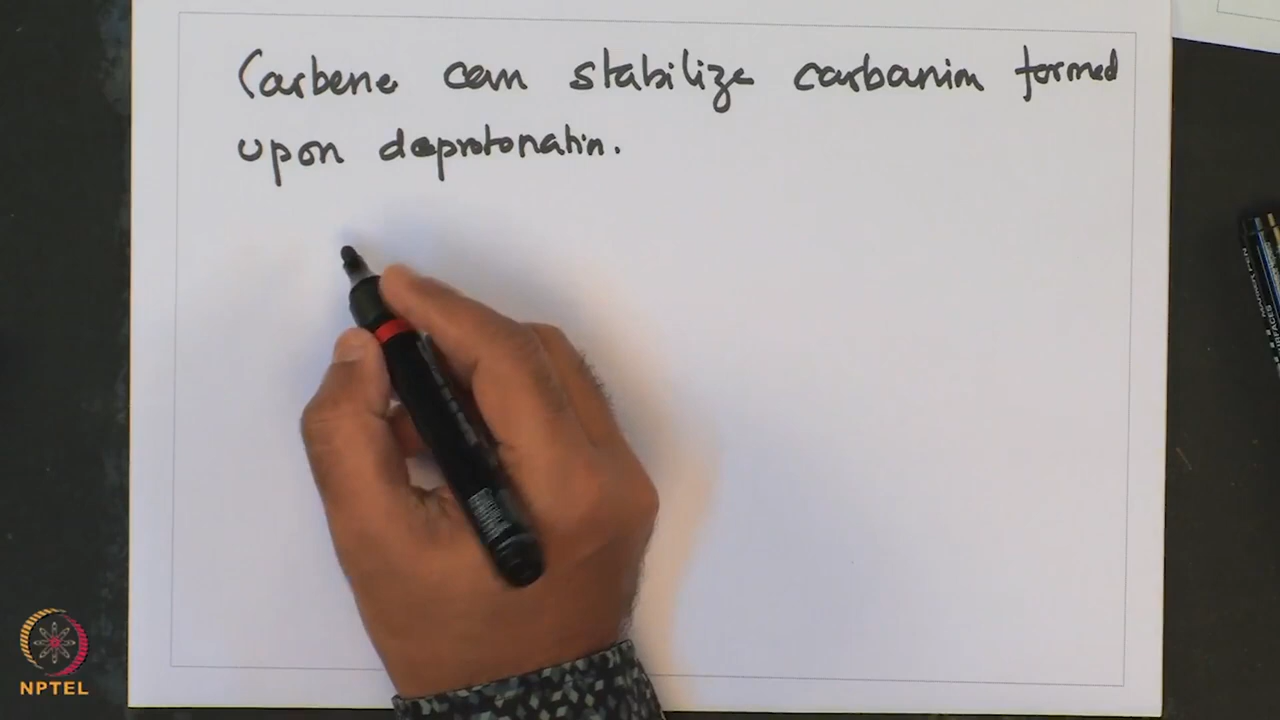 Carbene can stabilize carbanion formed
upon deprotonation.
NPTEL